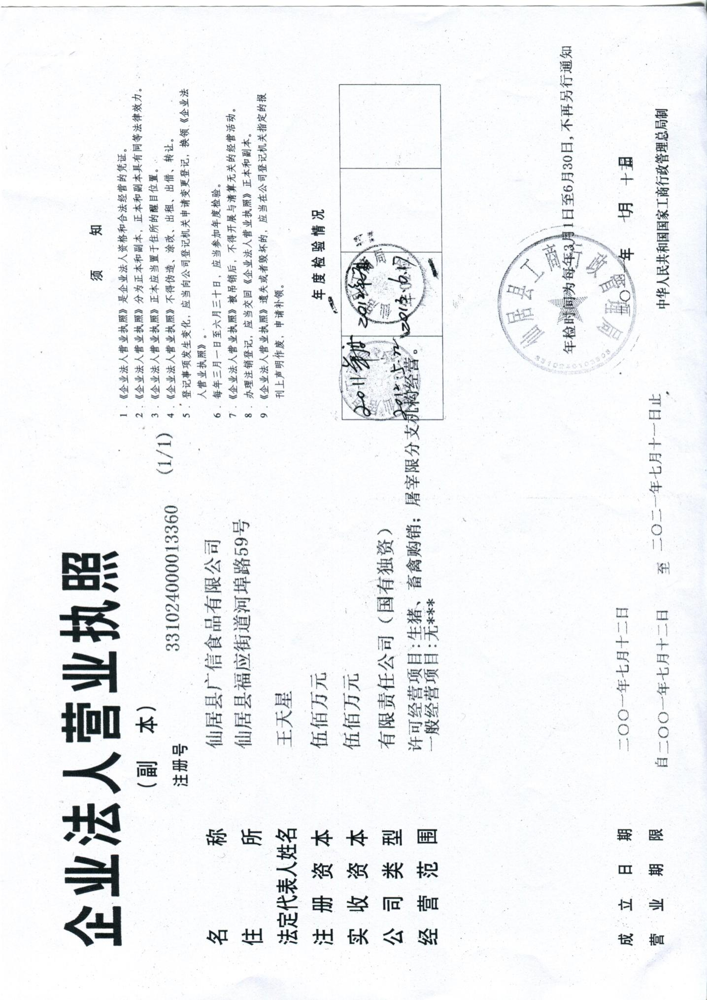 企业法人营业执照
（副 本）
注册号 331024000013360 (1/1)
名称 仙居县广信食品有限公司
住所 仙居县福应街道河埠路59号
法定代表人姓名 王天星
注册资本 伍佰万元
实收资本 伍佰万元
公司类型 有限责任公司（国有独资）
经营范围 许可经营项目:生猪、畜禽购销；屠宰限分支机构经营。
一般经营项目:无***
成立日期 二〇〇一年七月十二日
营业期限 自二〇〇一年七月十二日 至 二〇二一年七月十一日止
须 知
1．《企业法人营业执照》是企业法人资格和合法经营的凭证。
2．《企业法人营业执照》分为正本和副本，正本和副本具有同等法律效力。
3．《企业法人营业执照》正本应当置于住所的醒目位置。
4．《企业法人营业执照》不得伪造、涂改、出租、出借、转让。
5．登记事项发生变化，应当向公司登记机关申请变更登记，换领《企业法
人营业执照》。
6．每年三月一日至六月三十日，应当参加年度检验。
7．《企业法人营业执照》被吊销后，不得开展与清算无关的经营活动。
8．办理注销登记，应当交回《企业法人营业执照》正本和副本。
9．《企业法人营业执照》遗失或者毁坏的，应当在公司登记机关指定的报
刊上声明作废，申请补领。
年度检验情况
2011
2012.5.
2012
2013.6.17
年检时间为每年3月1日至6月30日,不再另行通知
仙居县工商行政管理局
年 七月 十五日
中华人民共和国国家工商行政管理总局制